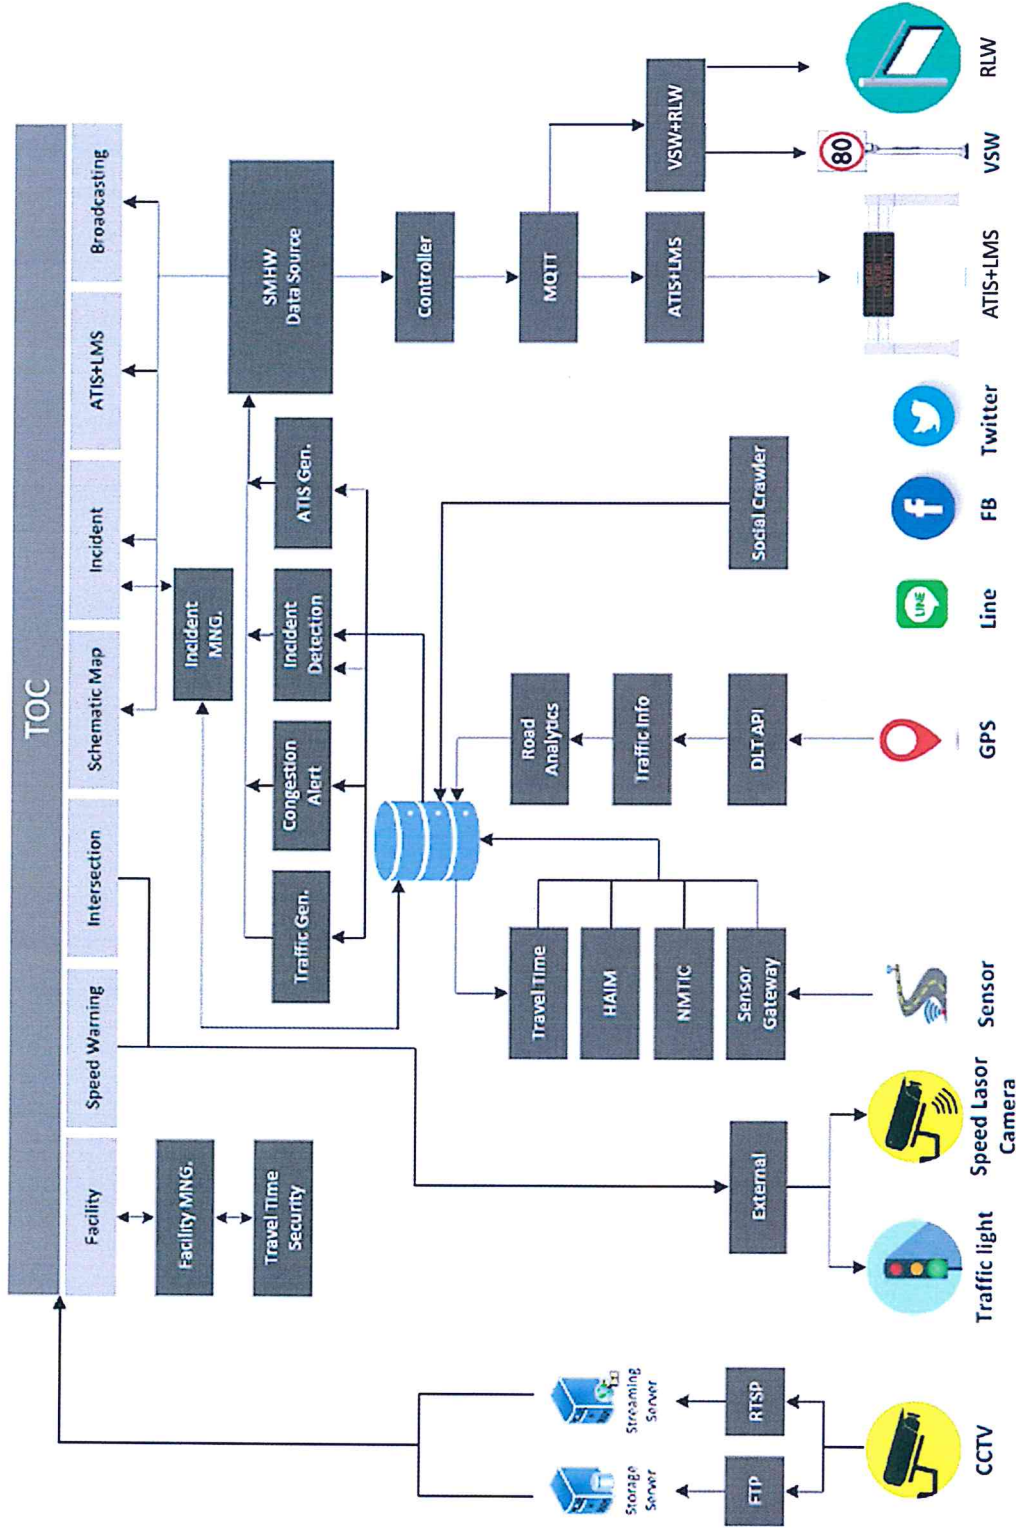 TOC
Facility
Speed Warning
Intersection
Schematic Map
Incident
ATIS+LMS
Broadcasting
Facility MNG.
Incident
MNG.
Travel Time
Security
Traffic Gen.
Congestion
Alert
Incident
Detection
ATIS Gen.
SMHW
Data Source
Controller
MQTT
Travel Time
HAIM
NMTIC
Sensor
Gateway
Road
Analytics
Traffic Info
DLT API
Social Crawler
ATIS+LMS
VSW+RLW
Storage
Server
Streaming
Server
FTP
RTSP
External
LINE
80
CCTV
Traffic light
Speed Lasor
Camera
Sensor
GPS
Line
FB
Twitter
ATIS+LMS
VSW
RLW